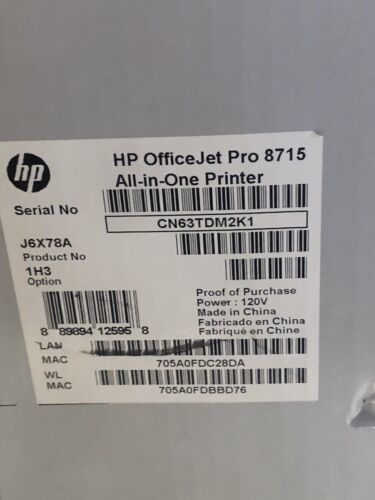 hp
HP OfficeJet Pro 8715
All-in-One Printer
Serial No
CN63TDM2K1
J6X78A
Product No
1H3
Option
Proof of Purchase
Power : 120V
Made in China
Fabricado en China
Fabriqué en Chine
8 89894 12595 8
LAN
MAC
705A0FDC28DA
WL
MAC
705A0FDBBD76